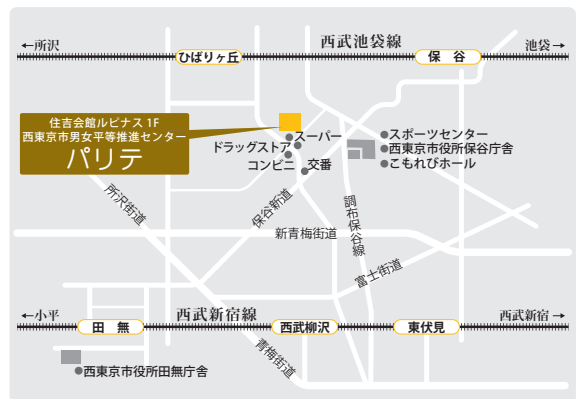 ←所沢
西武池袋線
池袋→
ひばりヶ丘
保 谷
住吉会館ルピナス 1F
西東京市男女平等推進センター
パリテ
スーパー
ドラッグストア
コンビニ
交番
スポーツセンター
西東京市役所保谷庁舎
こもれびホール
所沢街道
保谷新道
調布保谷線
新青梅街道
富士街道
←小平
西武新宿線
西武新宿→
田 無
西武柳沢
東伏見
青梅街道
西東京市役所田無庁舎